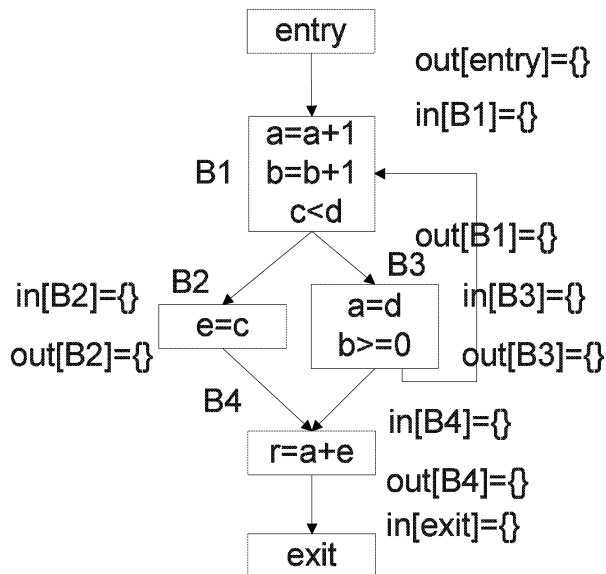 entry
out[entry]={}
in[B1]={}
a=a+1
B1
b=b+1
c<d
out[B1]={}
B3
B2
in[B2]={}
in[B3]={}
a=d
e=c
b>=0
out[B2]={}
out[B3]={}
B4
in[B4]={}
r=a+e
out[B4]={}
in[exit]={}
exit